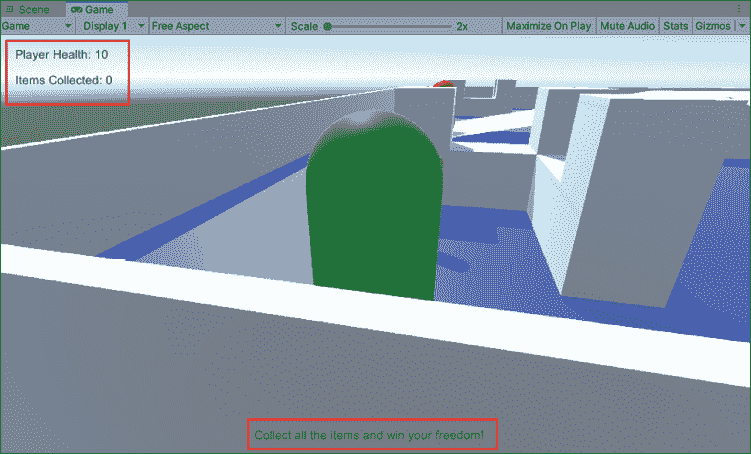 Scene Game
Game Display 1 Free Aspect Scale 2x Maximize On Play Mute Audio Stats Gizmos
Player Health: 10
Items Collected: 0
Collect all the items and win your freedom!